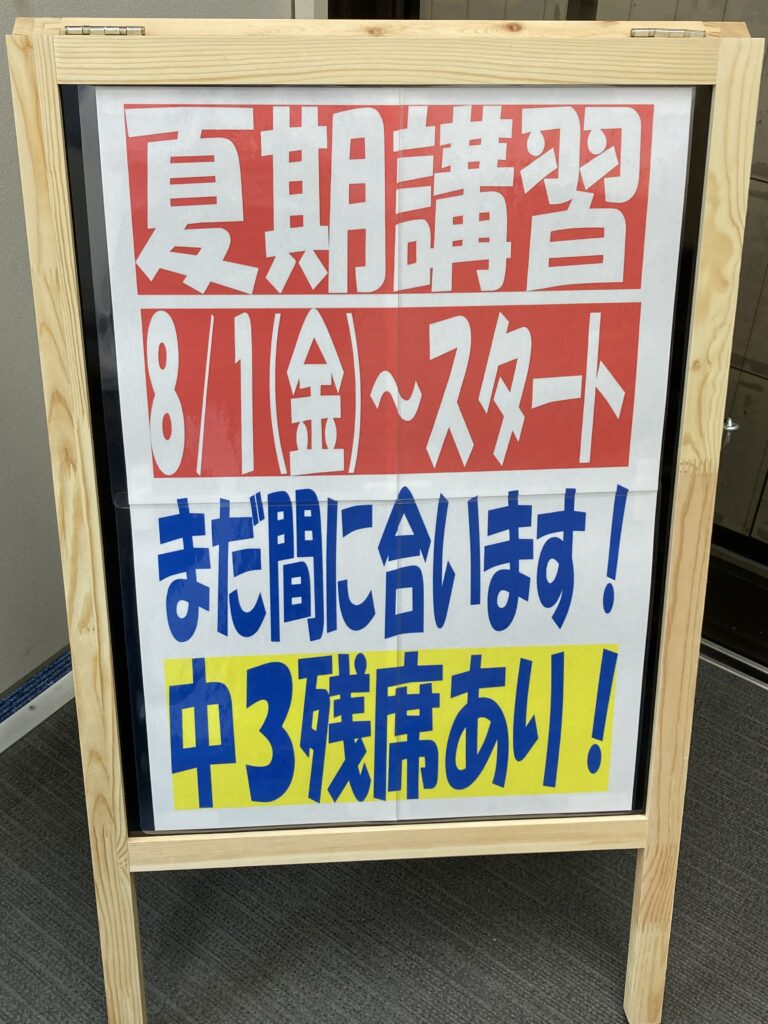 夏期講習
8/1(金)~スタート
まだ間に合います!
中3残席あり!